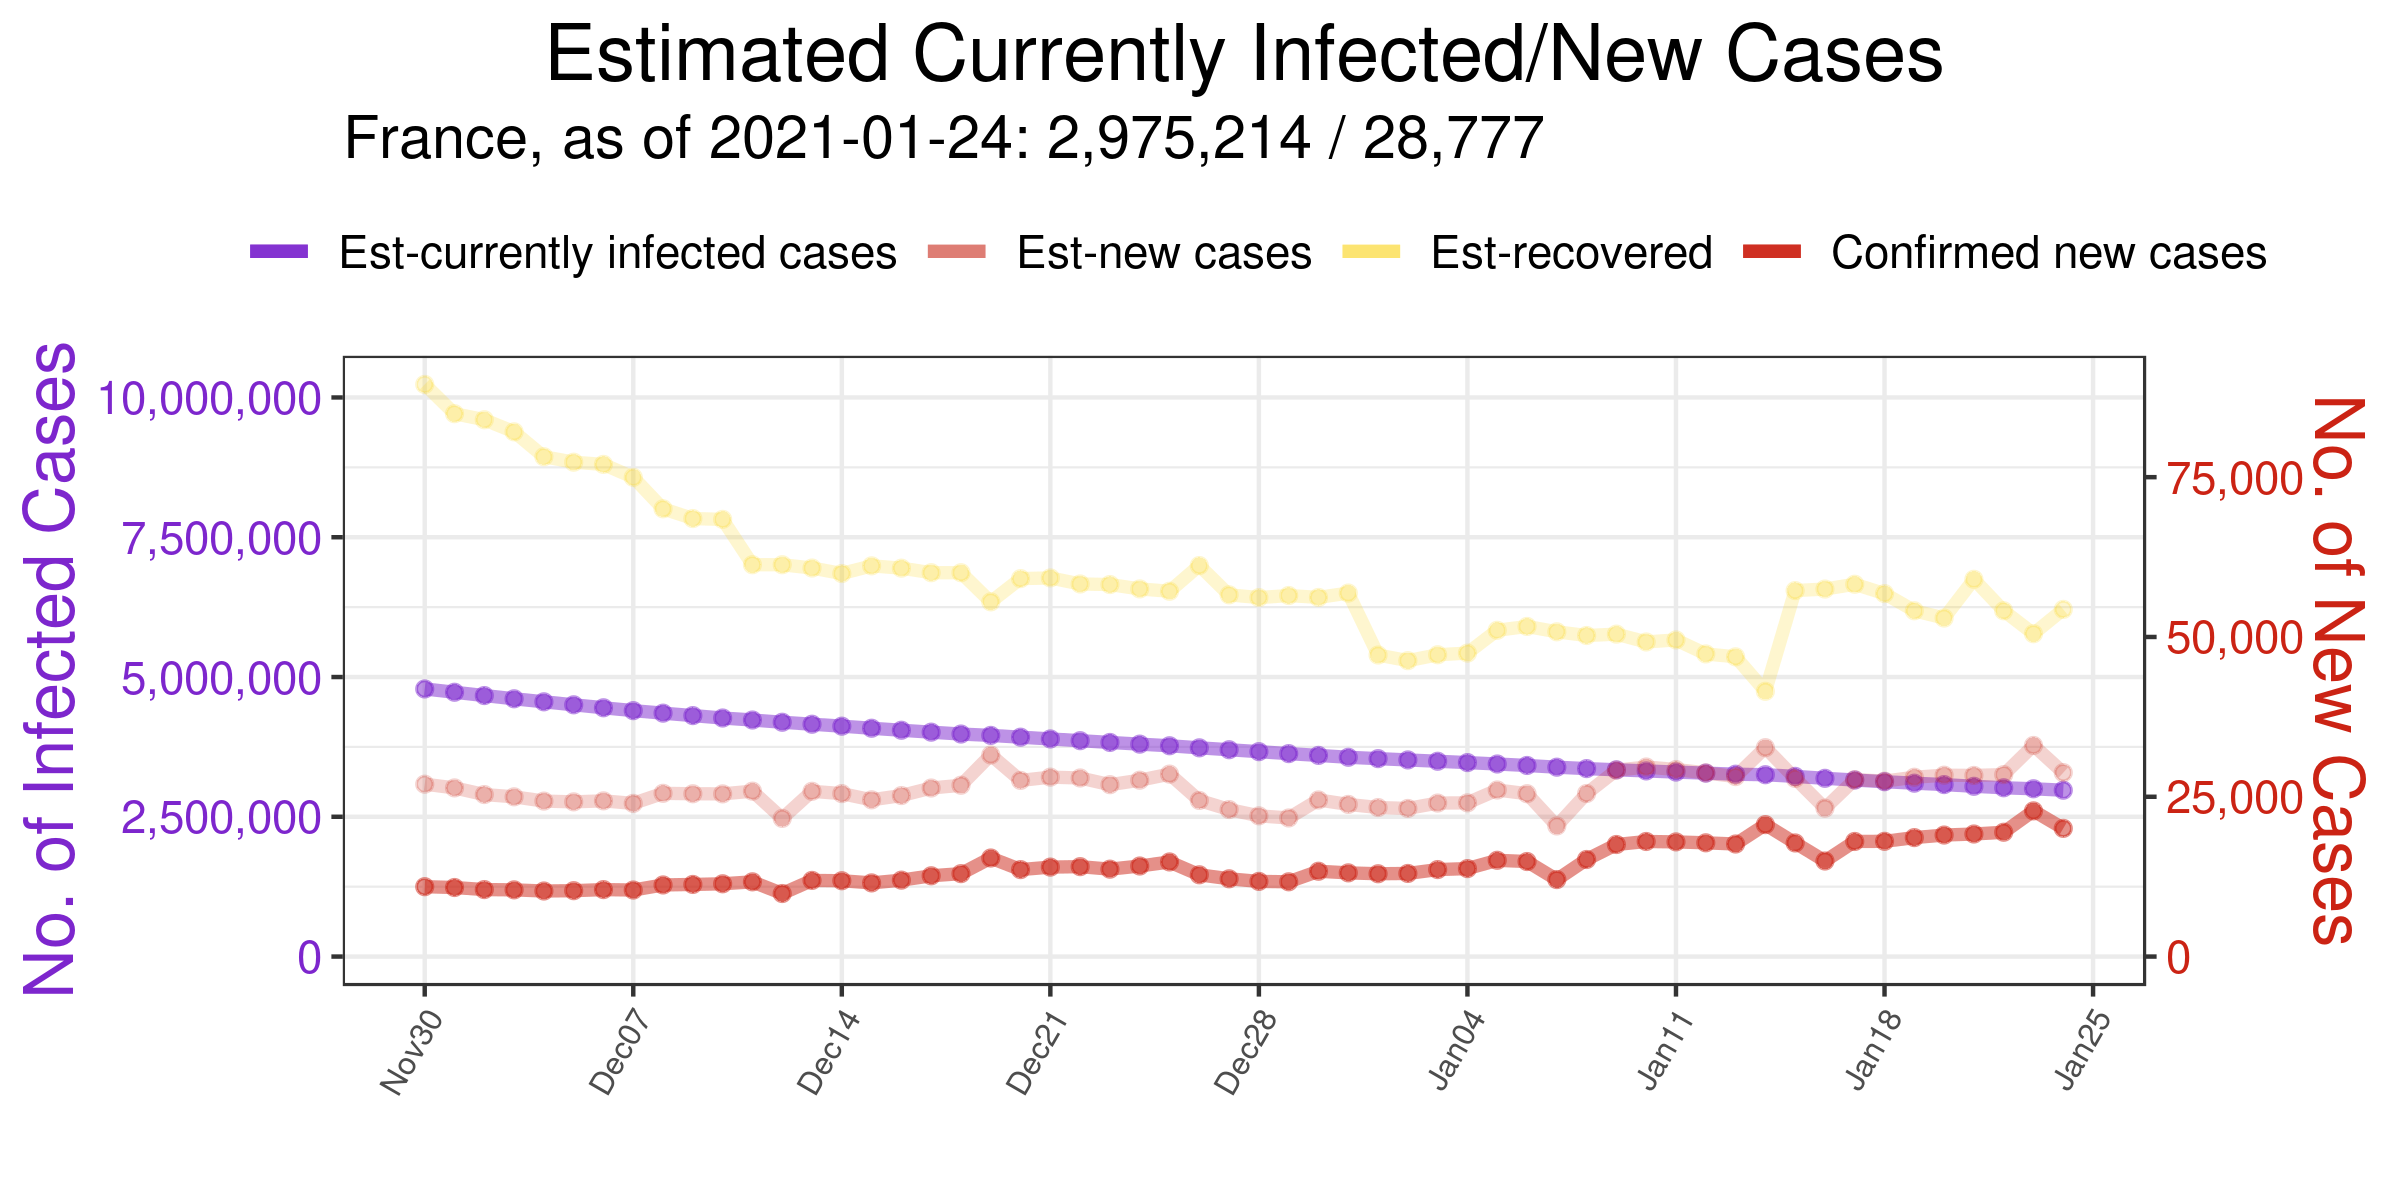 Estimated Currently Infected/New Cases
France, as of 2021-01-24: 2,975,214 / 28,777
Est-currently infected cases Est-new cases Est-recovered Confirmed new cases
No. of Infected Cases
10,000,000
7,500,000
5,000,000
2,500,000
0
75,000
50,000
25,000
0
No. of New Cases
Nov30 Dec07 Dec14 Dec21 Dec28 Jan04 Jan11 Jan18 Jan25